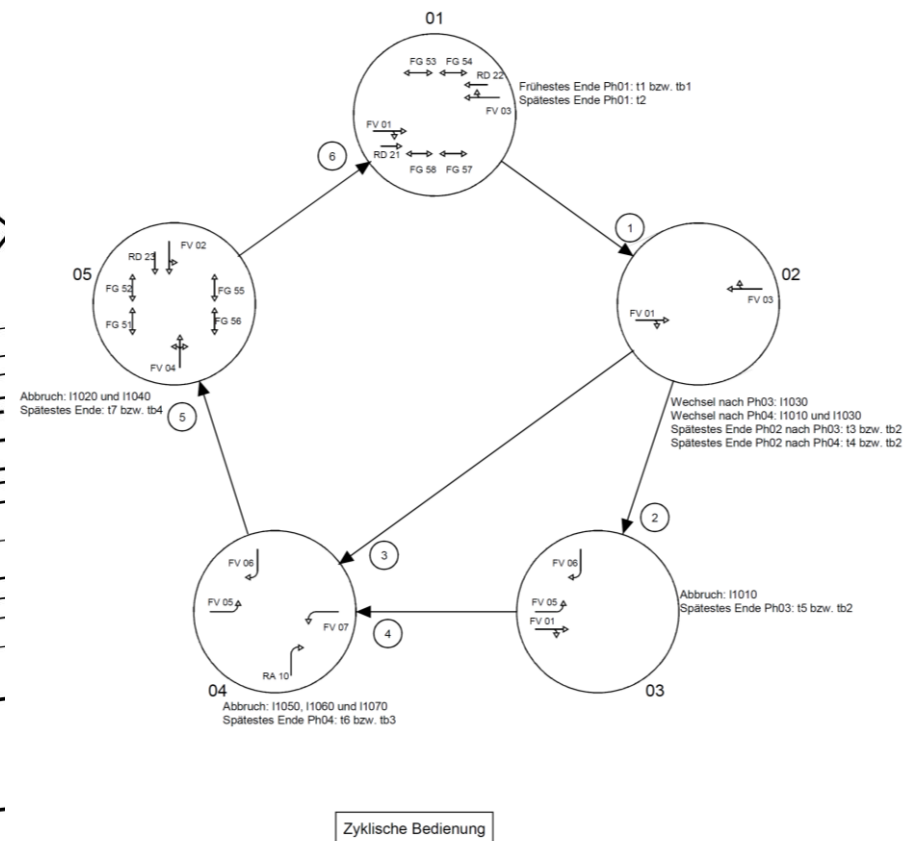 01
FG 53 FG 54
RD 22
FV 03
FV 01
RD 21
FG 58 FG 57
Frühestes Ende Ph01: t1 bzw. tb1
Spätestes Ende Ph01: t2
6
1
05
RD 23
FV 02
FG 52
FG 55
FG 51
FG 56
FV 04
02
FV 03
FV 01
Abbruch: I1020 und I1040
Spätestes Ende: t7 bzw. tb4
5
Wechsel nach Ph03: I1030
Wechsel nach Ph04: I1010 und I1030
Spätestes Ende Ph02 nach Ph03: t3 bzw. tb2
Spätestes Ende Ph02 nach Ph04: t4 bzw. tb2
2
3
FV 06
FV 05
FV 07
RA 10
04
4
FV 06
FV 05
FV 01
03
Abbruch: I1010
Spätestes Ende Ph03: t5 bzw. tb2
Abbruch: I1050, I1060 und I1070
Spätestes Ende Ph04: t6 bzw. tb3
Zyklische Bedienung